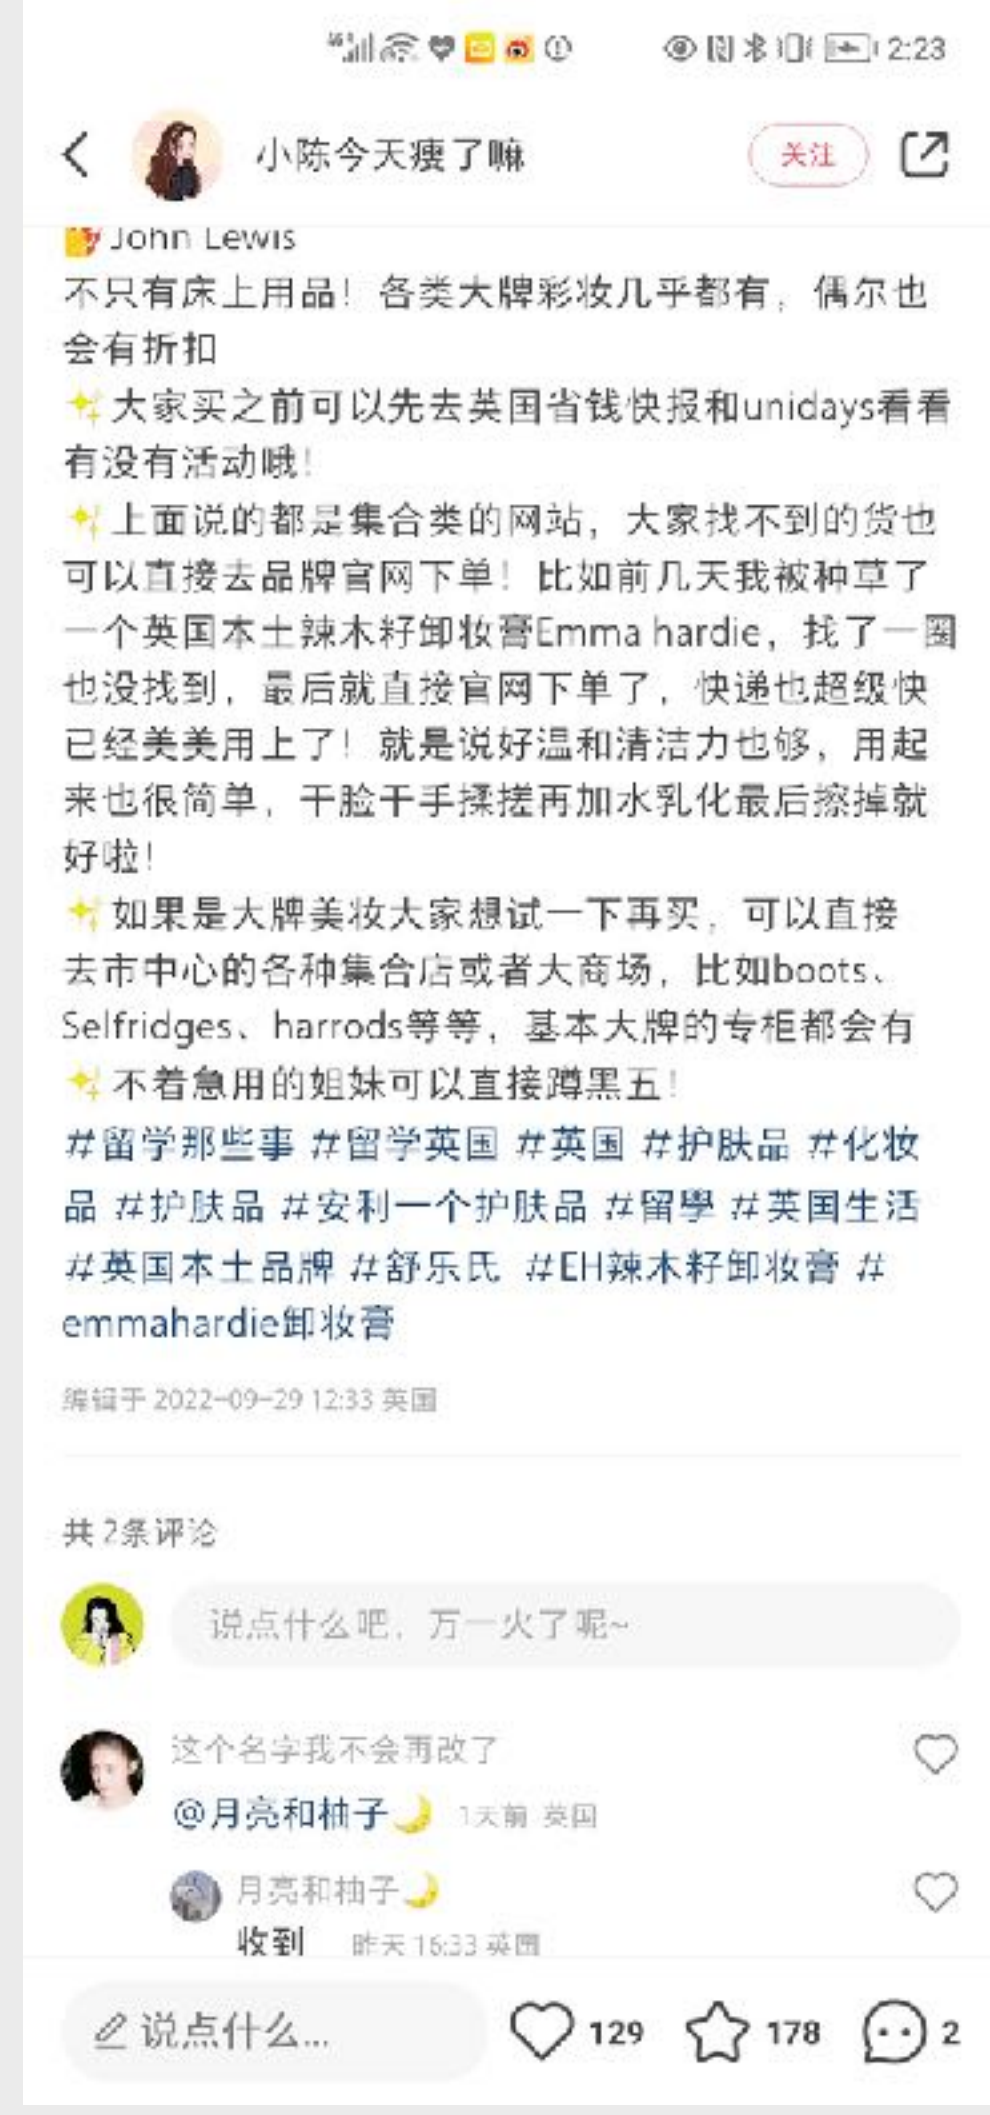 2:23
小陈今天瘦了嘛
关注
John Lewis
不只有床上用品！各类大牌彩妆几乎都有，偶尔也
会有折扣
✨大家买之前可以先去英国省钱快报和unidays看看
有没有活动哦！
✨上面说的都是集合类的网站，大家找不到的货也
可以直接去品牌官网下单！比如前几天我被种草了
一个英国本土辣木籽卸妆膏Emma hardie，找了一圈
也没找到，最后就直接官网下单了，快递也超级快
已经美美用上了！就是说好温和清洁力也够，用起
来也很简单，干脸干手揉搓再加水乳化最后擦掉就
好啦！
✨如果是大牌美妆大家想试一下再买，可以直接
去市中心的各种集合店或者大商场，比如boots、
Selfridges、harrods等等，基本大牌的专柜都会有
✨不着急用的姐妹可以直接蹲黑五！
#留学那些事 #留学英国 #英国 #护肤品 #化妆
品 #护肤品 #安利一个护肤品 #留學 #英国生活
#英国本土品牌 #舒乐氏 #EH辣木籽卸妆膏 #
emmahardie卸妆膏
编辑于 2022-09-29 12:33 英国
共 2条评论
说点什么吧，万一火了呢~
这个名字我不会再改了
@月亮和柚子🌙 1天前 英国
月亮和柚子🌙
收到 昨天 16:33 英国
说点什么... 129 178 2